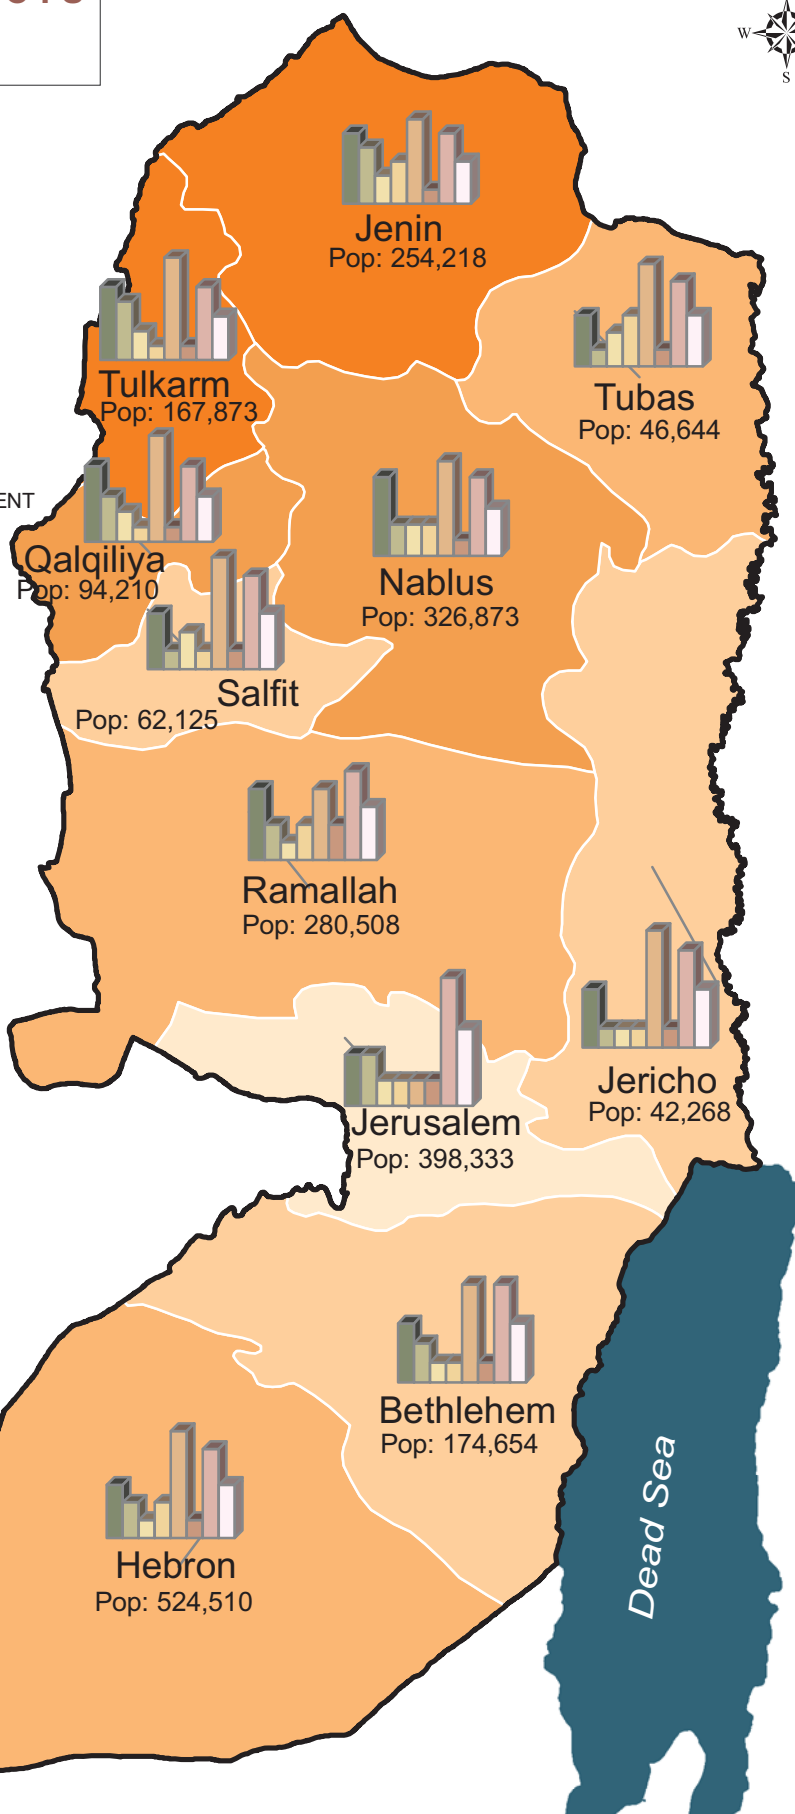 W
S
Jenin
Pop: 254,218
Tulkarm
Pop: 167,873
Tubas
Pop: 46,644
ENT
Qalqiliya
Pop: 94,210
Nablus
Pop: 326,873
Salfit
Pop: 62,125
Ramallah
Pop: 280,508
Jericho
Pop: 42,268
Jerusalem
Pop: 398,333
Bethlehem
Pop: 174,654
Dead Sea
Hebron
Pop: 524,510